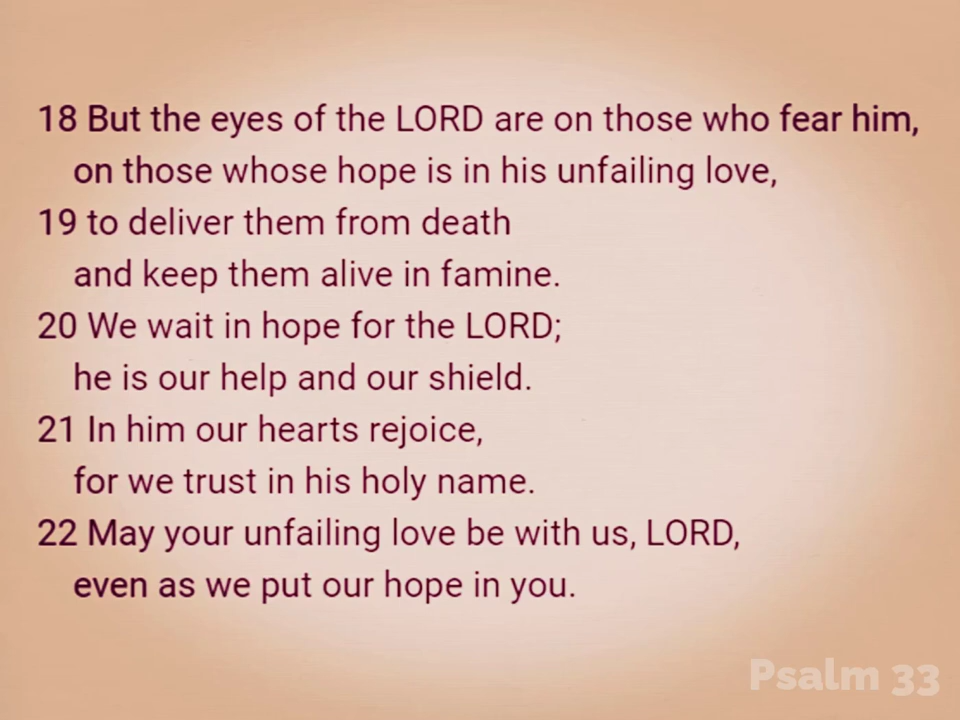 18 But the eyes of the LORD are on those who fear him,
on those whose hope is in his unfailing love,
19 to deliver them from death
and keep them alive in famine.
20 We wait in hope for the LORD;
he is our help and our shield.
21 In him our hearts rejoice,
for we trust in his holy name.
22 May your unfailing love be with us, LORD,
even as we put our hope in you.
Psalm 33